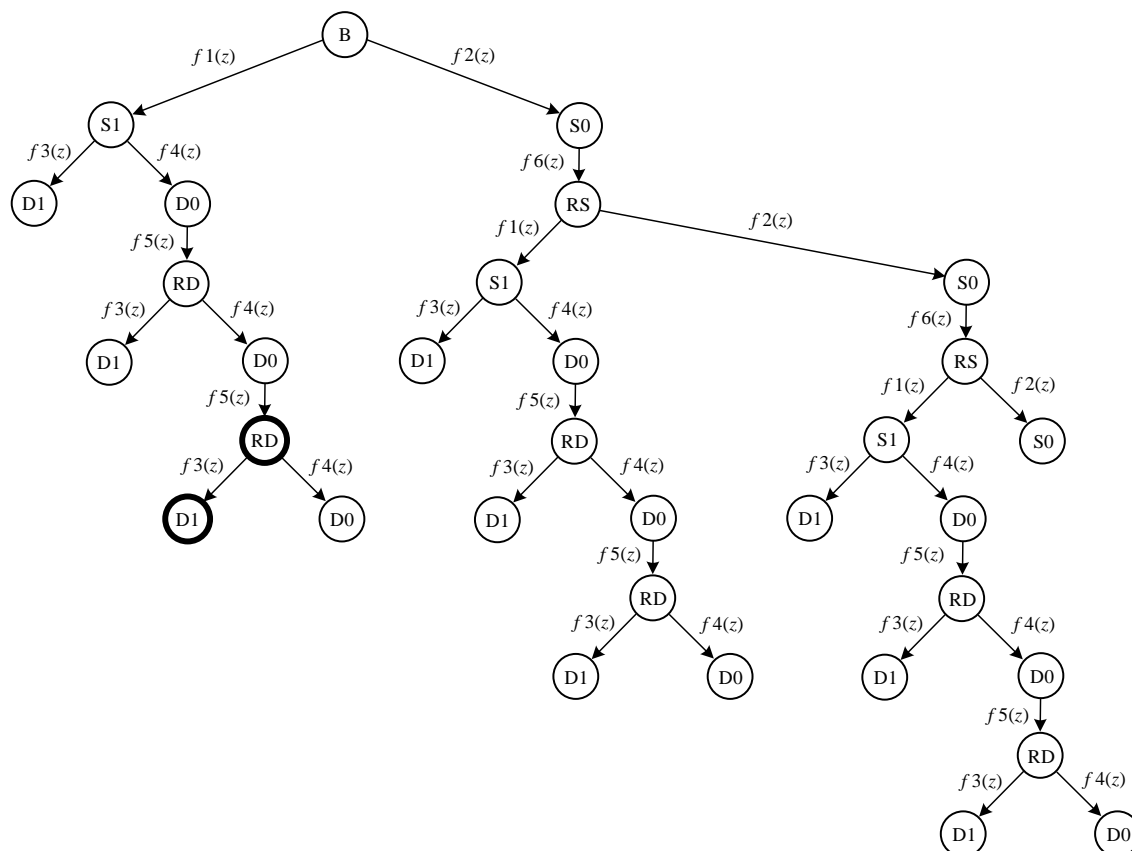 B
f1(z) f2(z)
S1 S0
f3(z) f4(z) f6(z)
D1 D0 RS
f5(z) f1(z) f2(z)
RD S1 S0
f3(z) f4(z) f3(z) f4(z) f6(z)
D1 D0 D1 D0 RS
f5(z) f5(z) f1(z) f2(z)
RD RD S1 S0
f3(z) f4(z) f3(z) f4(z) f3(z) f4(z)
D1 D0 D1 D0 D1 D0
f5(z) f5(z)
RD RD
f3(z) f4(z) f3(z) f4(z)
D1 D0 D1 D0
f5(z)
RD
f3(z) f4(z)
D1 D0